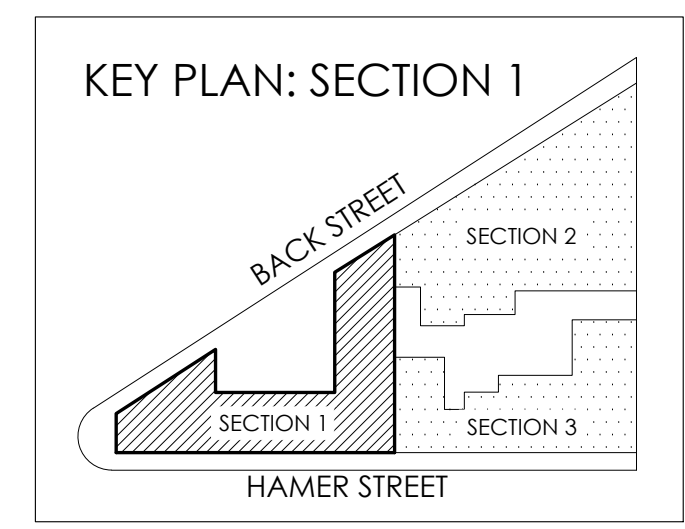 KEY PLAN: SECTION 1
BACK STREET
SECTION 2
SECTION 1
SECTION 3
HAMER STREET